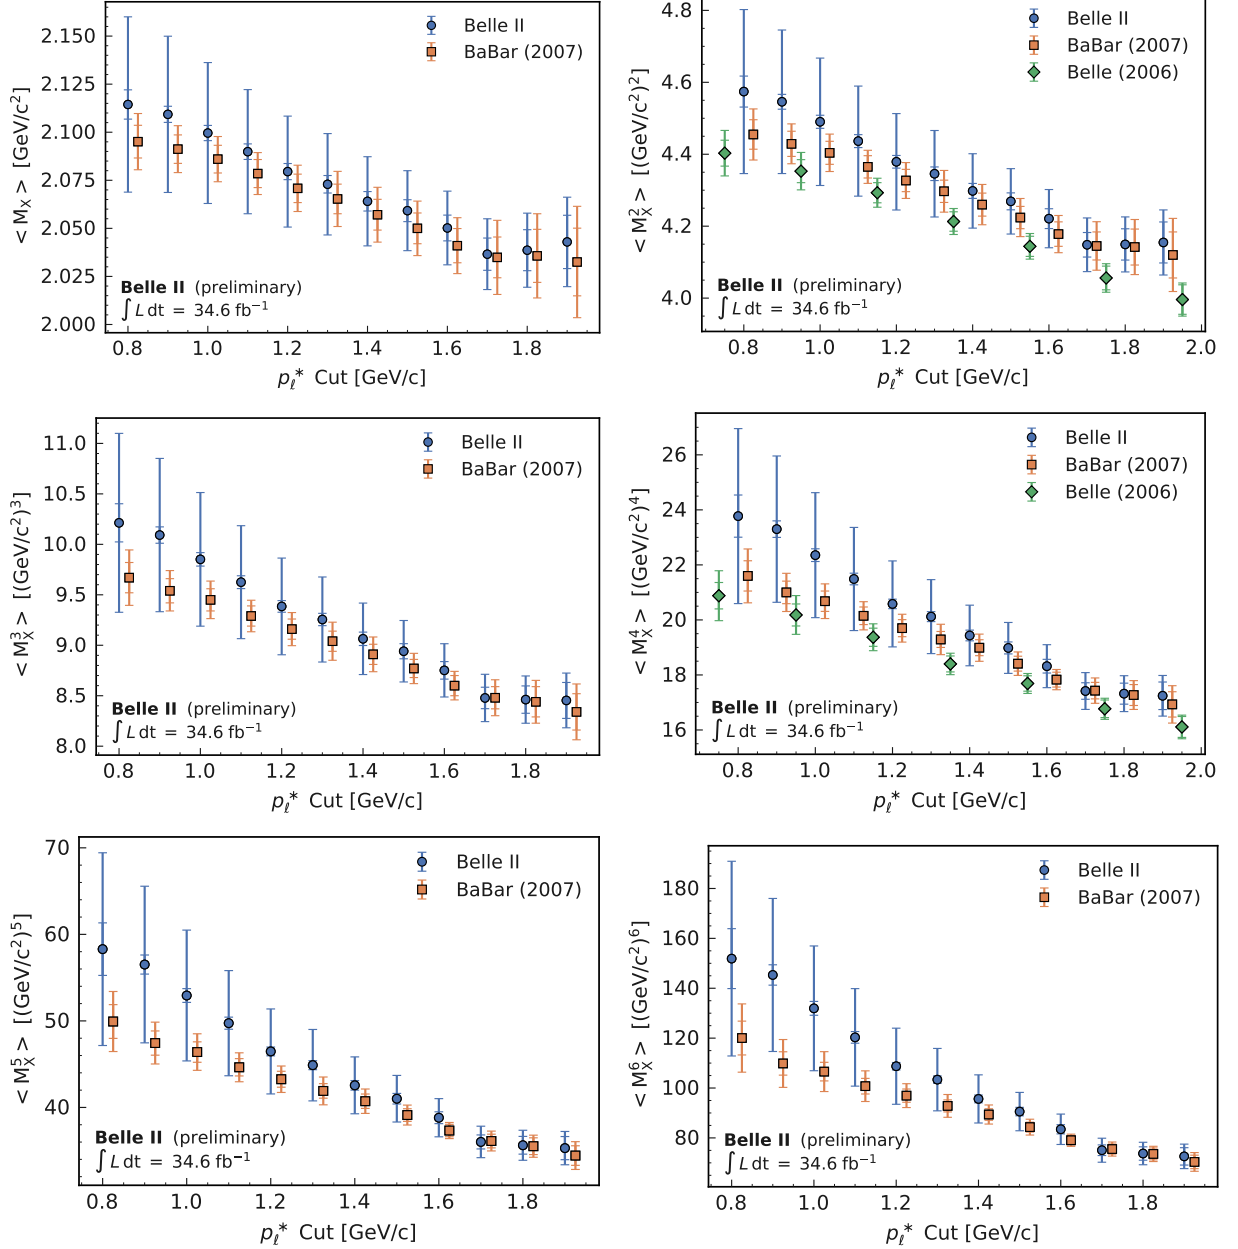 2.150
2.125
2.100
2.075
2.050
2.025
2.000
< M_X > [GeV/c²]
Belle II
BaBar (2007)
Belle II (preliminary)
∫ L dt = 34.6 fb⁻¹
0.8 1.0 1.2 1.4 1.6 1.8
p_ℓ* Cut [GeV/c]
4.8
4.6
4.4
4.2
4.0
< M_X² > [(GeV/c²)²]
Belle II
BaBar (2007)
Belle (2006)
Belle II (preliminary)
∫ L dt = 34.6 fb⁻¹
0.8 1.0 1.2 1.4 1.6 1.8 2.0
p_ℓ* Cut [GeV/c]
11.0
10.5
10.0
9.5
9.0
8.5
8.0
< M_X³ > [(GeV/c²)³]
Belle II
BaBar (2007)
Belle II (preliminary)
∫ L dt = 34.6 fb⁻¹
0.8 1.0 1.2 1.4 1.6 1.8
p_ℓ* Cut [GeV/c]
26
24
22
20
18
16
< M_X⁴ > [(GeV/c²)⁴]
Belle II
BaBar (2007)
Belle (2006)
Belle II (preliminary)
∫ L dt = 34.6 fb⁻¹
0.8 1.0 1.2 1.4 1.6 1.8 2.0
p_ℓ* Cut [GeV/c]
70
60
50
40
< M_X⁵ > [(GeV/c²)⁵]
Belle II
BaBar (2007)
Belle II (preliminary)
∫ L dt = 34.6 fb⁻¹
0.8 1.0 1.2 1.4 1.6 1.8
p_ℓ* Cut [GeV/c]
180
160
140
120
100
80
< M_X⁶ > [(GeV/c²)⁶]
Belle II
BaBar (2007)
Belle II (preliminary)
∫ L dt = 34.6 fb⁻¹
0.8 1.0 1.2 1.4 1.6 1.8
p_ℓ* Cut [GeV/c]